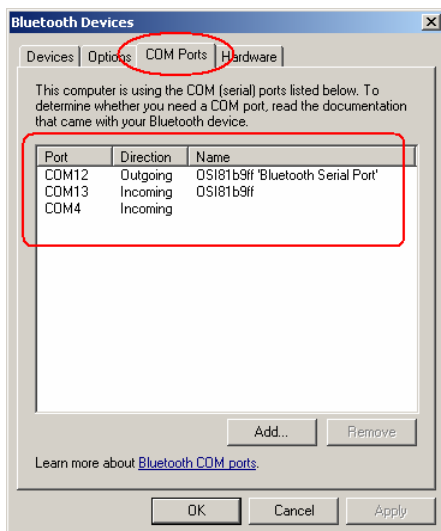 Bluetooth Devices
Devices Options COM Ports Hardware
This computer is using the COM (serial) ports listed below. To
determine whether you need a COM port, read the documentation
that came with your Bluetooth device.
Port Direction Name
COM12 Outgoing OSI81b9ff 'Bluetooth Serial Port'
COM13 Incoming OSI81b9ff
COM4 Incoming
Add... Remove
Learn more about Bluetooth COM ports.
OK Cancel Apply